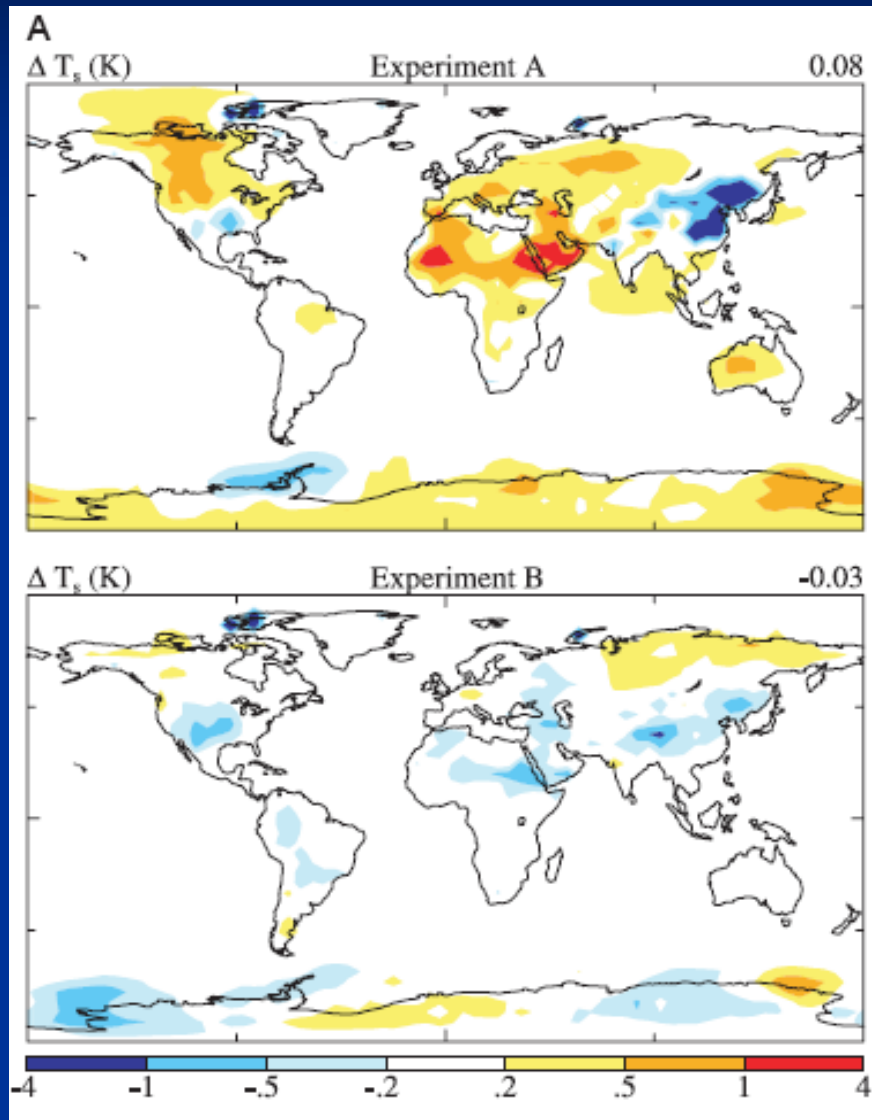 A
Δ Tₛ (K) Experiment A 0.08
Δ Tₛ (K) Experiment B -0.03
-4 -1 -.5 -.2 .2 .5 1 4